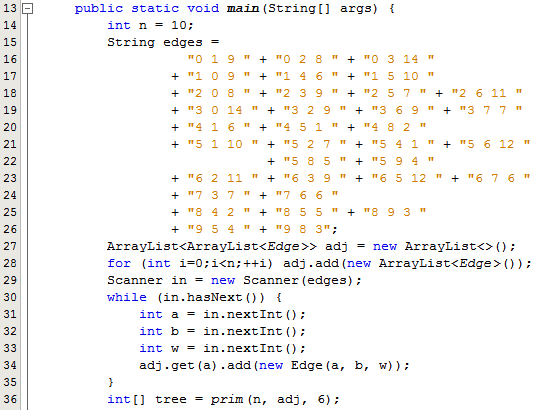 13 public static void main(String[] args) {
14 int n = 10;
15 String edges =
16 "0 1 9 " + "0 2 8 " + "0 3 14 "
17 + "1 0 9 " + "1 4 6 " + "1 5 10 "
18 + "2 0 8 " + "2 3 9 " + "2 5 7 " + "2 6 11 "
19 + "3 0 14 " + "3 2 9 " + "3 6 9 " + "3 7 7 "
20 + "4 1 6 " + "4 5 1 " + "4 8 2 "
21 + "5 1 10 " + "5 2 7 " + "5 4 1 " + "5 6 12 "
22 + "5 8 5 " + "5 9 4 "
23 + "6 2 11 " + "6 3 9 " + "6 5 12 " + "6 7 6 "
24 + "7 3 7 " + "7 6 6 "
25 + "8 4 2 " + "8 5 5 " + "8 9 3 "
26 + "9 5 4 " + "9 8 3";
27 ArrayList<ArrayList<Edge>> adj = new ArrayList<>();
28 for (int i=0;i<n;++i) adj.add(new ArrayList<Edge>());
29 Scanner in = new Scanner(edges);
30 while (in.hasNext()) {
31 int a = in.nextInt();
32 int b = in.nextInt();
33 int w = in.nextInt();
34 adj.get(a).add(new Edge(a, b, w));
35 }
36 int[] tree = prim(n, adj, 6);